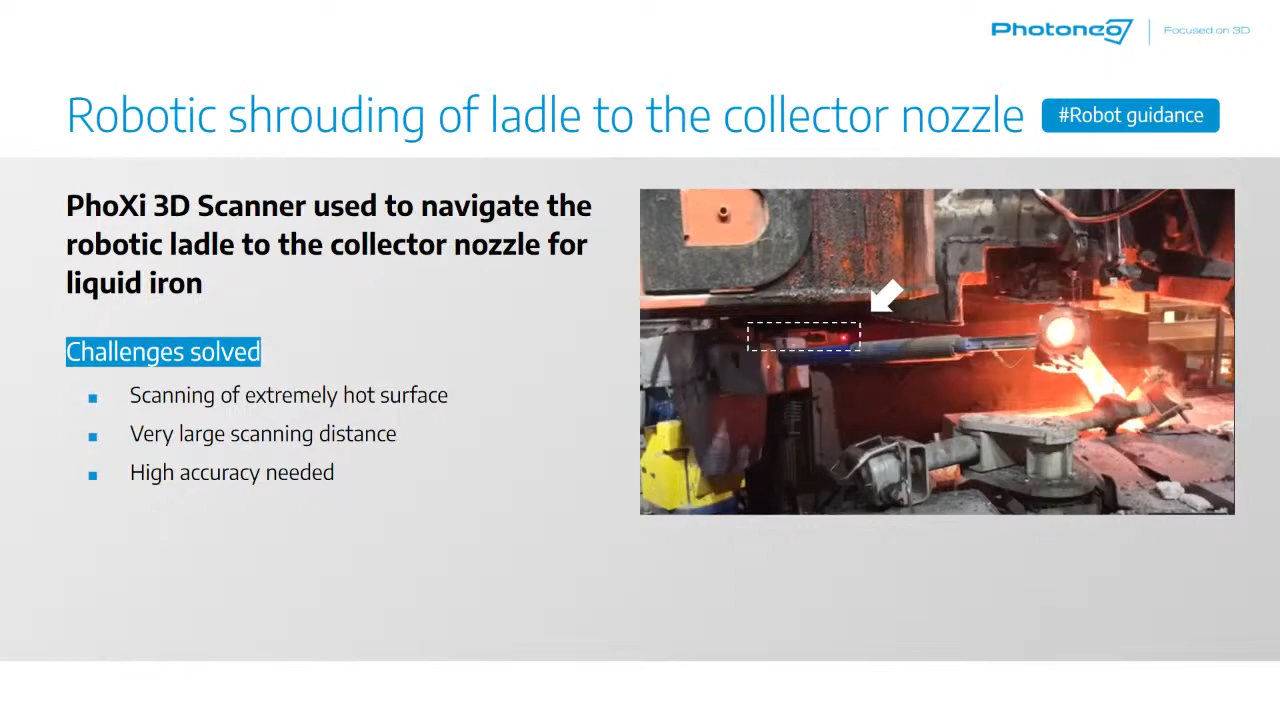 Photoneo
Focused on 3D
Robotic shrouding of ladle to the collector nozzle
#Robot guidance
PhoXi 3D Scanner used to navigate the
robotic ladle to the collector nozzle for
liquid iron
Challenges solved
Scanning of extremely hot surface
Very large scanning distance
High accuracy needed